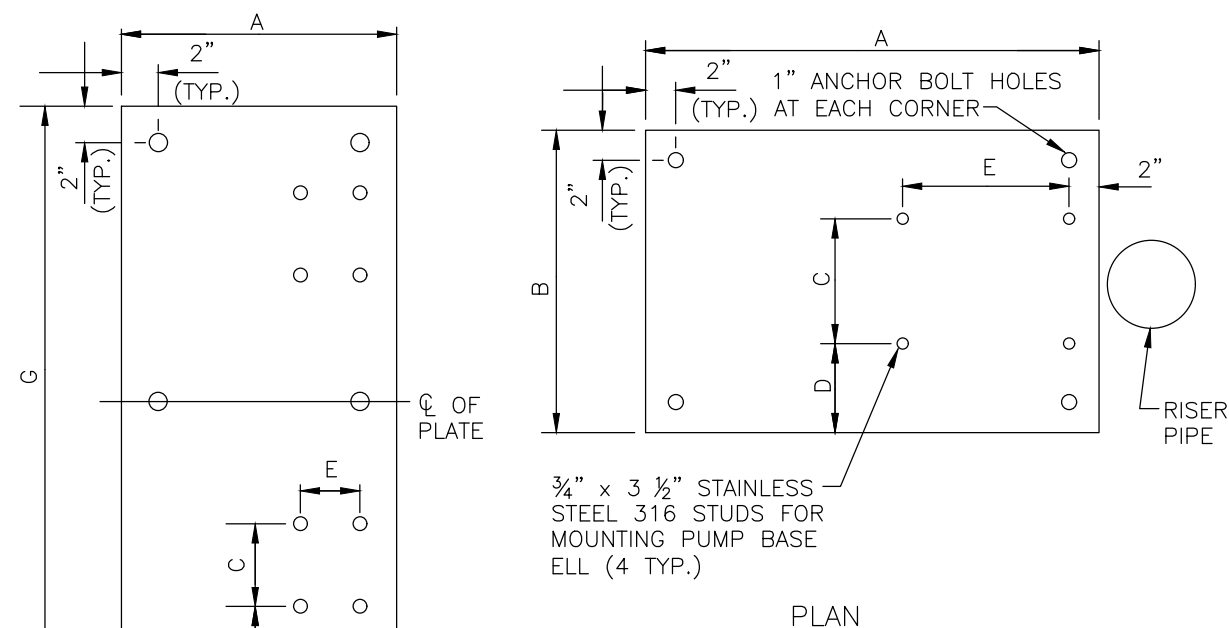 A
2"
(TYP.)
2"
(TYP.)
G
℄ OF
PLATE
E
C
A
2"
(TYP.)
1" ANCHOR BOLT HOLES
AT EACH CORNER
2"
(TYP.)
E
2"
B
C
D
RISER
PIPE
¾" x 3 ½" STAINLESS
STEEL 316 STUDS FOR
MOUNTING PUMP BASE
ELL (4 TYP.)
PLAN